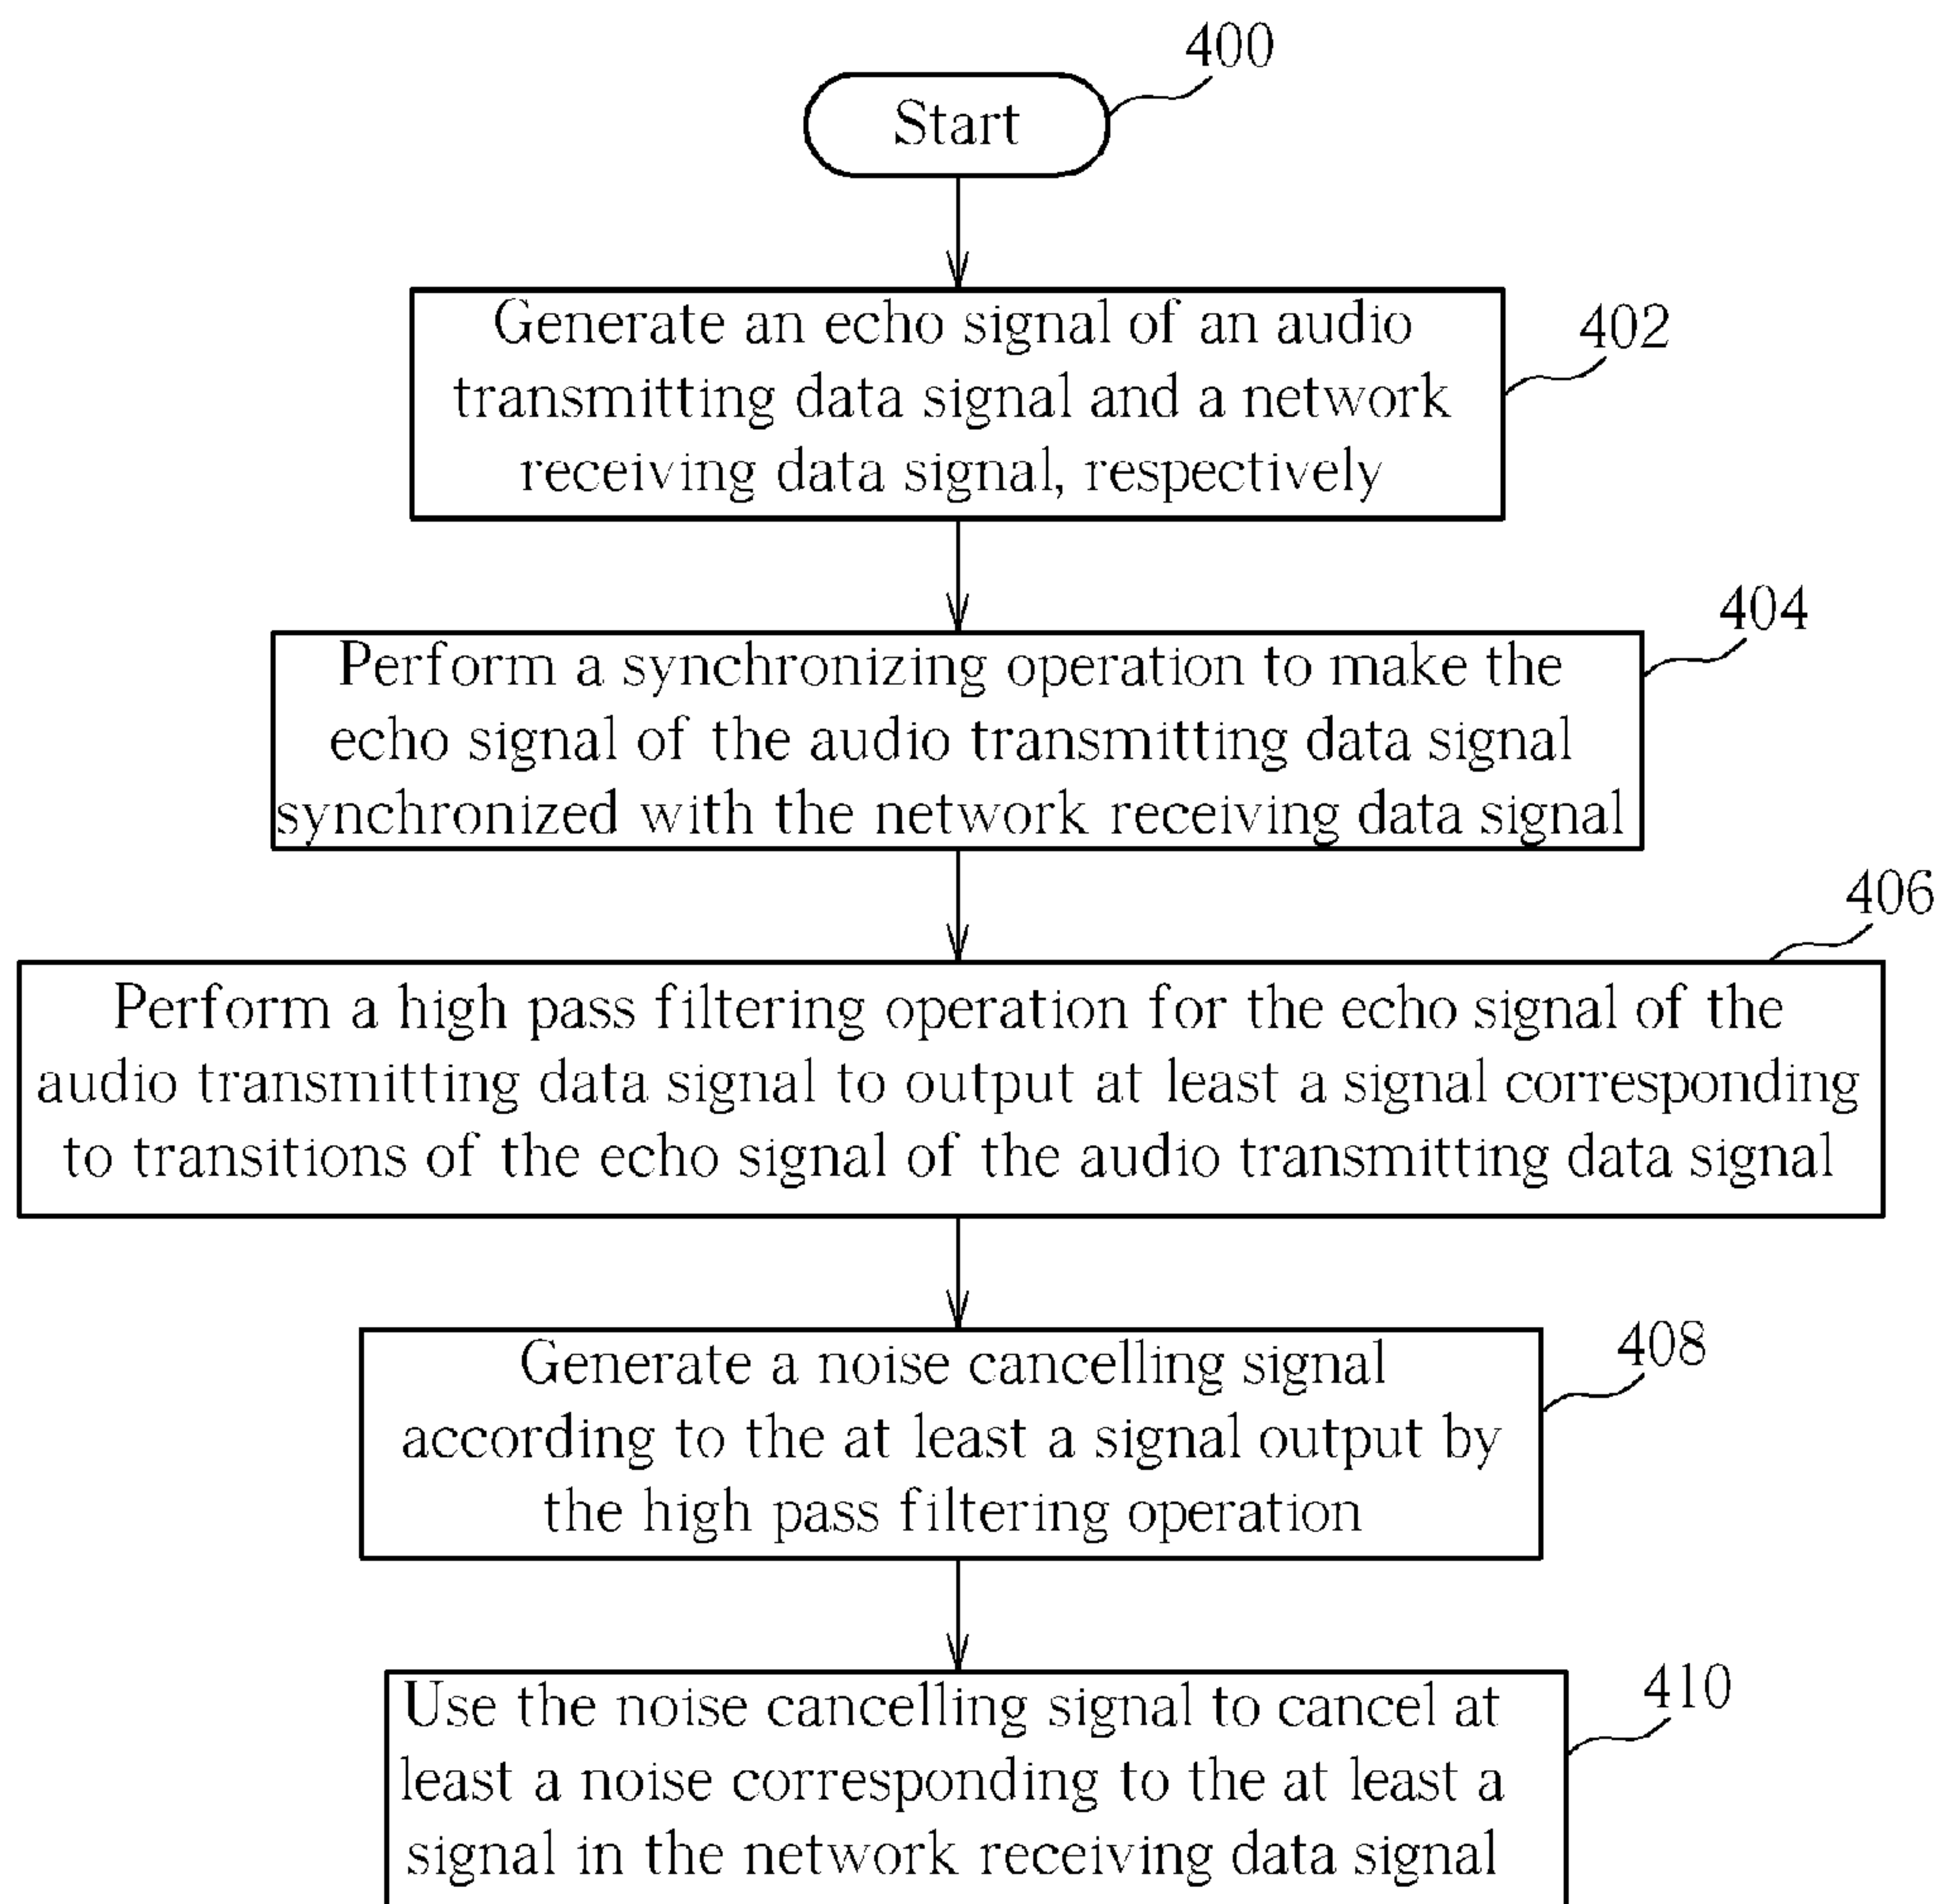 400
Start
Generate an echo signal of an audio
transmitting data signal and a network
receiving data signal, respectively
402
Perform a synchronizing operation to make the
echo signal of the audio transmitting data signal
synchronized with the network receiving data signal
404
406
Perform a high pass filtering operation for the echo signal of the
audio transmitting data signal to output at least a signal corresponding
to transitions of the echo signal of the audio transmitting data signal
Generate a noise cancelling signal
according to the at least a signal output by
the high pass filtering operation
408
Use the noise cancelling signal to cancel at
least a noise corresponding to the at least a
signal in the network receiving data signal
410